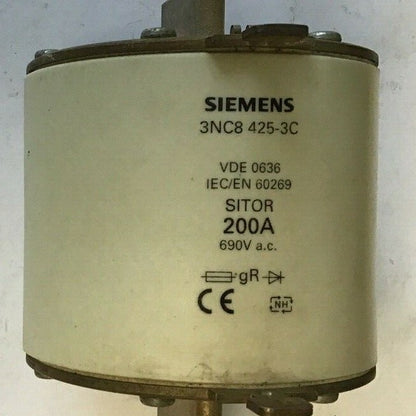 SIEMENS
3NC8 425-3C
VDE 0636
IEC/EN 60269
SITOR
200A
690V a.c.
gR
CE NH